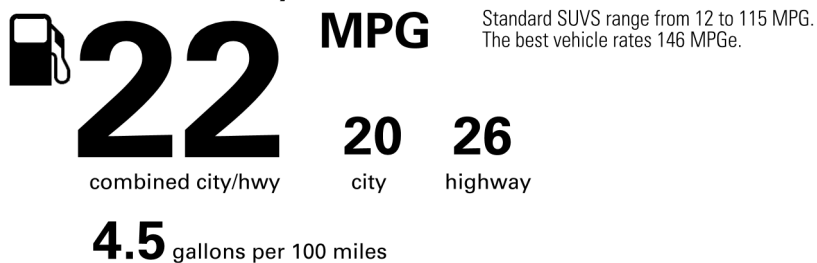 22
MPG
Standard SUVS range from 12 to 115 MPG.
The best vehicle rates 146 MPGe.
20 26
combined city/hwy city highway
4.5 gallons per 100 miles